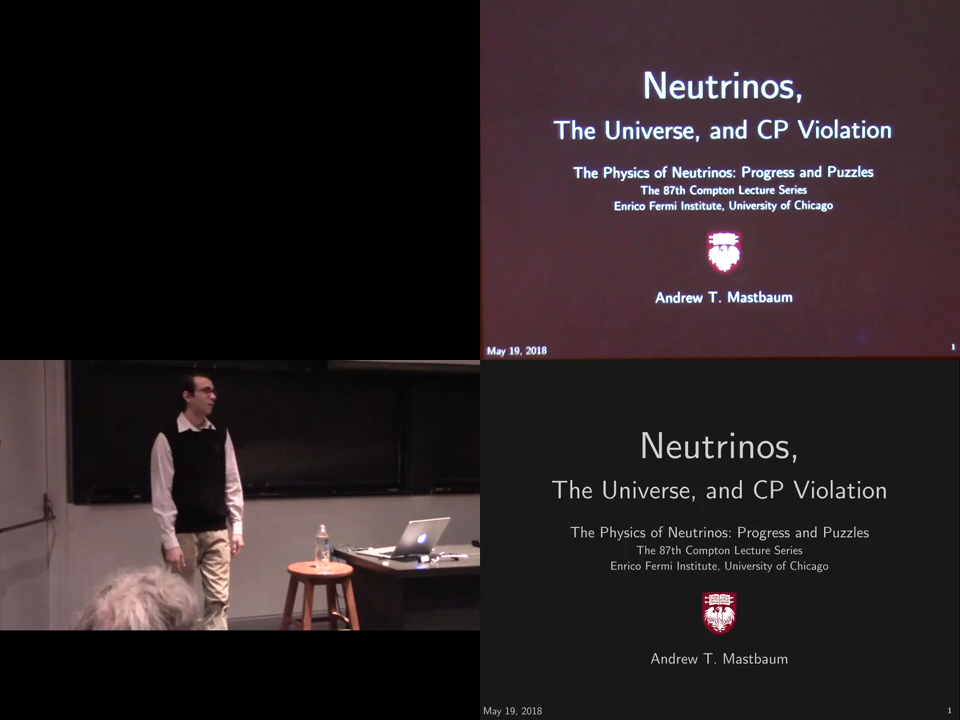 Neutrinos,
The Universe, and CP Violation
The Physics of Neutrinos: Progress and Puzzles
The 87th Compton Lecture Series
Enrico Fermi Institute, University of Chicago
Andrew T. Mastbaum
May 19, 2018
1
Neutrinos,
The Universe, and CP Violation
The Physics of Neutrinos: Progress and Puzzles
The 87th Compton Lecture Series
Enrico Fermi Institute, University of Chicago
Andrew T. Mastbaum
May 19, 2018
1